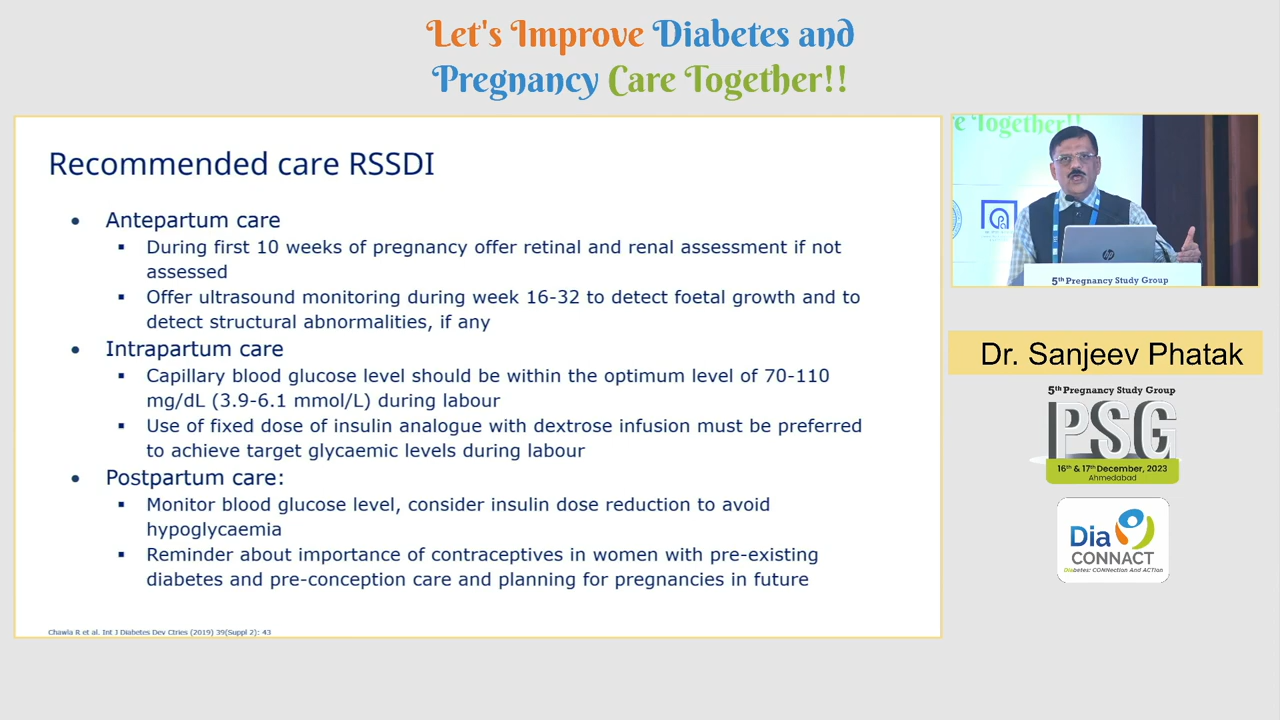 Let's Improve Diabetes and
Pregnancy Care Together!!
Recommended care RSSDI
• Antepartum care
▪ During first 10 weeks of pregnancy offer retinal and renal assessment if not
assessed
▪ Offer ultrasound monitoring during week 16-32 to detect foetal growth and to
detect structural abnormalities, if any
• Intrapartum care
▪ Capillary blood glucose level should be within the optimum level of 70-110
mg/dL (3.9-6.1 mmol/L) during labour
▪ Use of fixed dose of insulin analogue with dextrose infusion must be preferred
to achieve target glycaemic levels during labour
• Postpartum care:
▪ Monitor blood glucose level, consider insulin dose reduction to avoid
hypoglycaemia
▪ Reminder about importance of contraceptives in women with pre-existing
diabetes and pre-conception care and planning for pregnancies in future
Chawla R et al. Int J Diabetes Dev Ctries (2019) 39(Suppl 2): 43
e Together!!
hp
5th Pregnancy Study Group
Dr. Sanjeev Phatak
5th Pregnancy Study Group
PSG
16th & 17th December, 2023
Ahmedabad
Dia
CONNACT
Diabetes: CONNection And ACTion